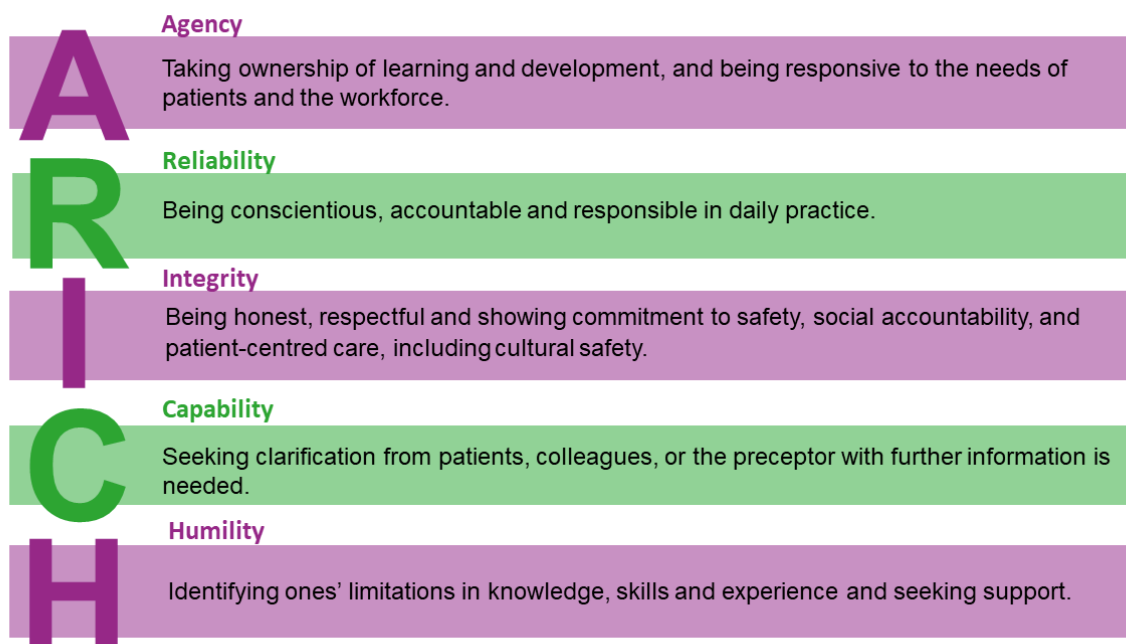 A
Agency
Taking ownership of learning and development, and being responsive to the needs of
patients and the workforce.
R
Reliability
Being conscientious, accountable and responsible in daily practice.
I
Integrity
Being honest, respectful and showing commitment to safety, social accountability, and
patient-centred care, including cultural safety.
C
Capability
Seeking clarification from patients, colleagues, or the preceptor with further information is
needed.
H
Humility
Identifying ones’ limitations in knowledge, skills and experience and seeking support.